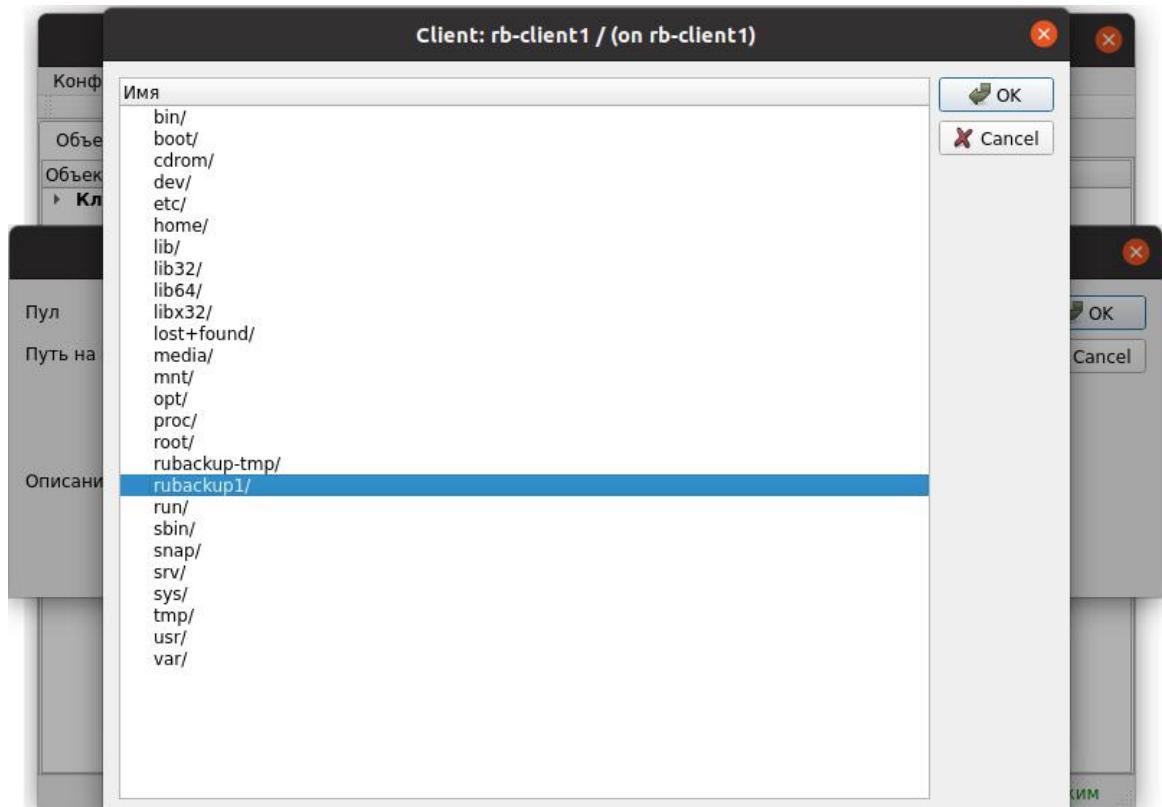 Client: rb-client1 / (on rb-client1)
Конф
Имя
OK
bin/
boot/
Cancel
Объе
cdrom/
Объек
dev/
Кл
etc/
home/
lib/
lib32/
lib64/
libx32/
Пул
OK
lost+found/
Путь на
media/
Cancel
mnt/
opt/
proc/
root/
rubackup-tmp/
Описани
rubackup1/
run/
sbin/
snap/
srv/
sys/
tmp/
usr/
var/
жим